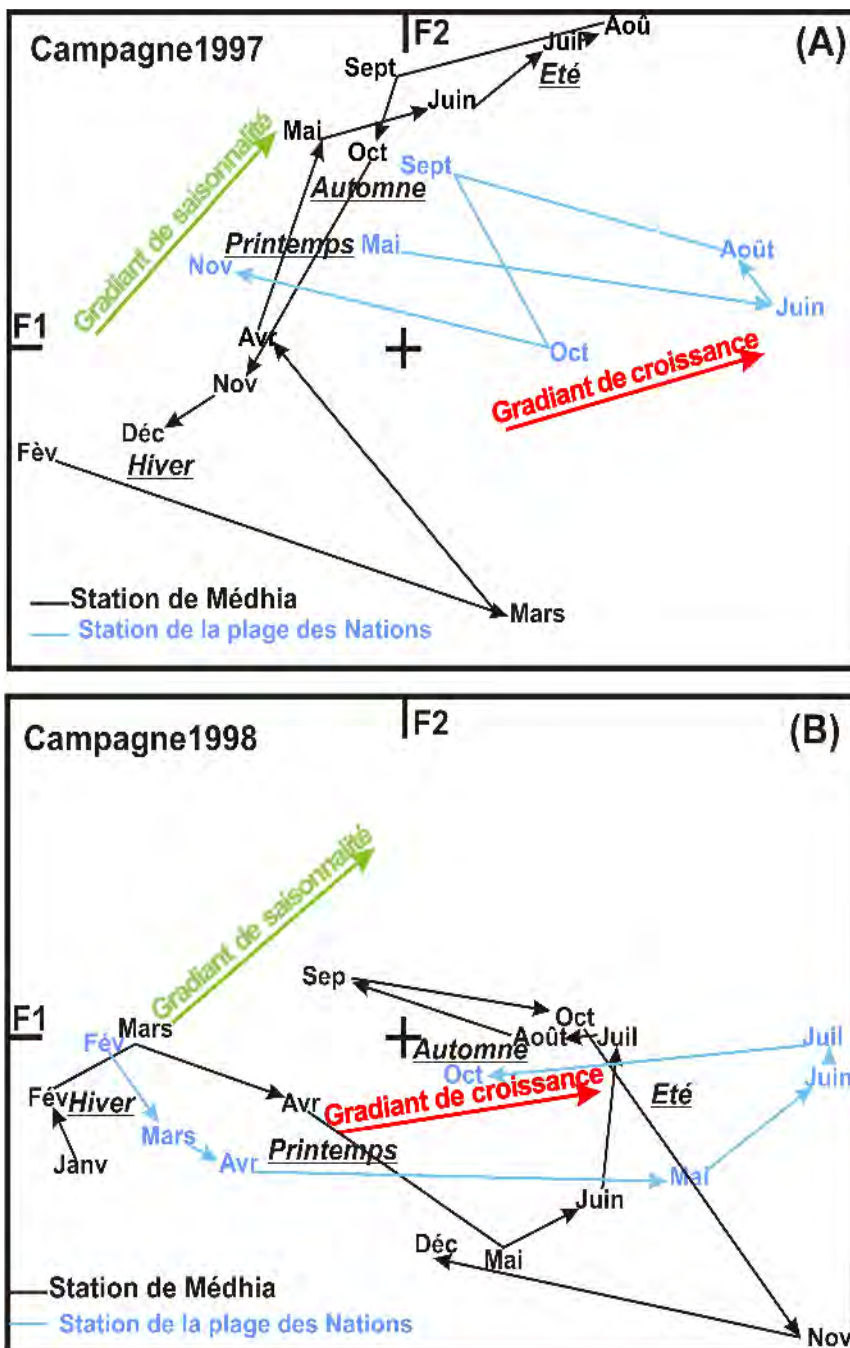 Campagne1997
F2
(A)
Aoû
Juil
Sept
Eté
Juin
Mai
Oct
Sept
Automne
Gradiant de saisonnalité
Printemps
Mai
Nov
Août
Juin
F1
Avr
Oct
Gradiant de croissance
Nov
Déc
Fèv
Hiver
Station de Médhia
Mars
Station de la plage des Nations
Campagne1998
F2
(B)
Gradiant de saisonnalité
Sep
F1
Mars
Oct
Fév
Août
Juil
Juil
Automne
Oct
Juin
Fév
Hiver
Avr
Gradiant de croissance
Eté
Mars
Janv
Avr
Printemps
Mai
Juin
Déc
Mai
Station de Médhia
Station de la plage des Nations
Nov